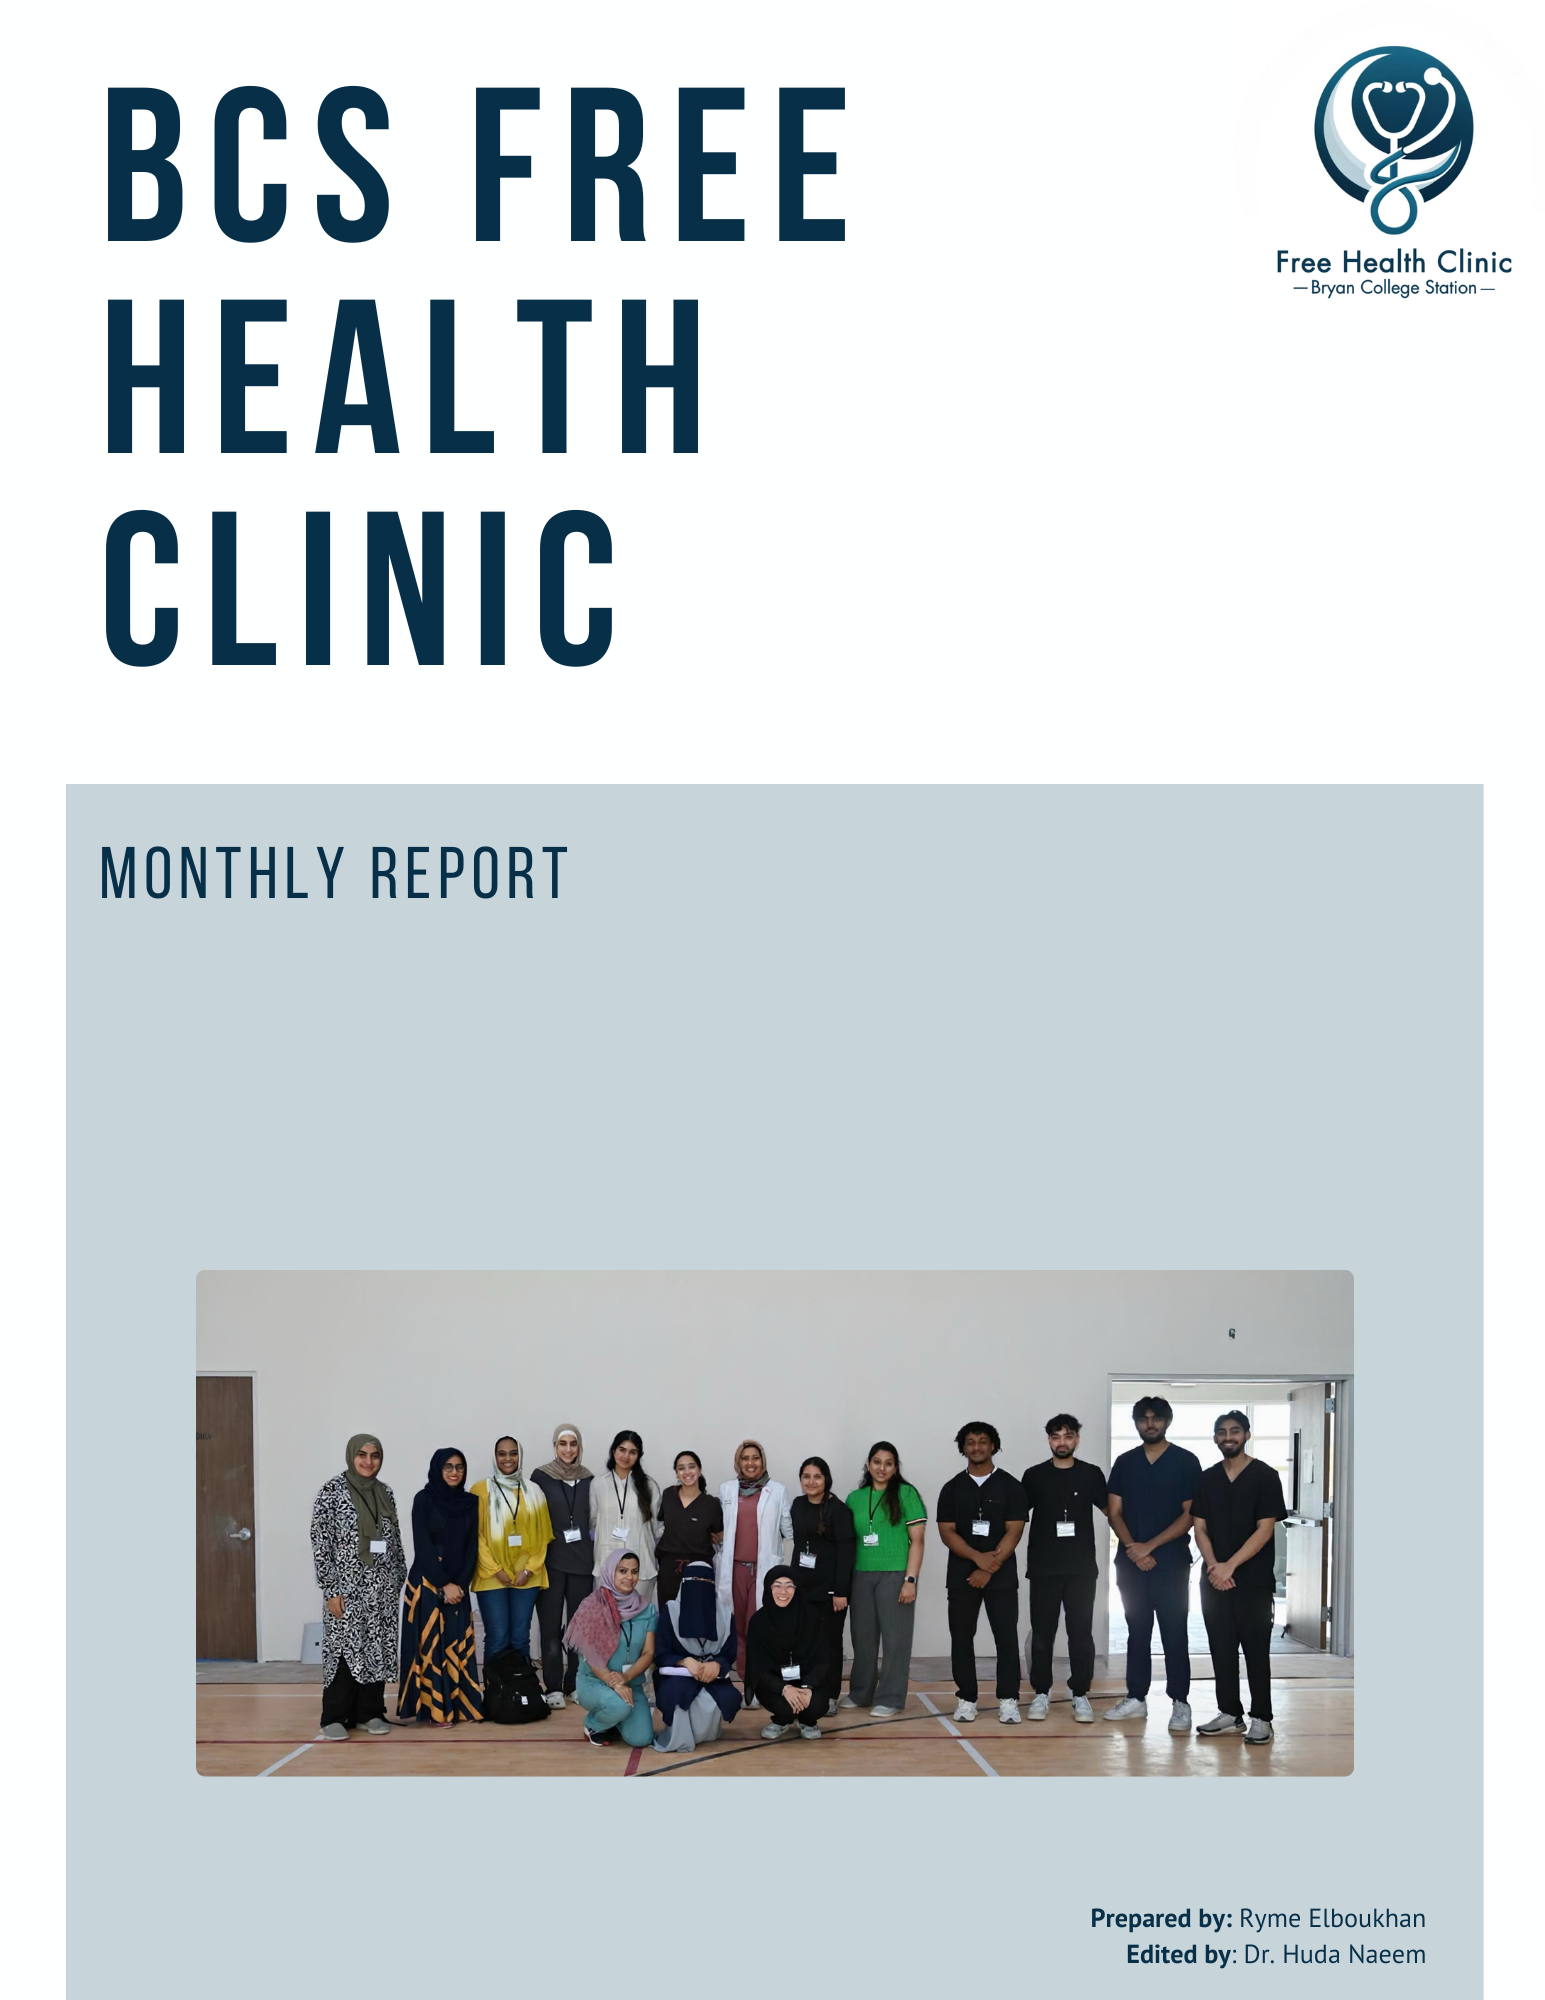 BCS FREE
HEALTH
CLINIC
Free Health Clinic
— Bryan College Station —
MONTHLY REPORT
Prepared by: Ryme Elboukhan
Edited by: Dr. Huda Naeem